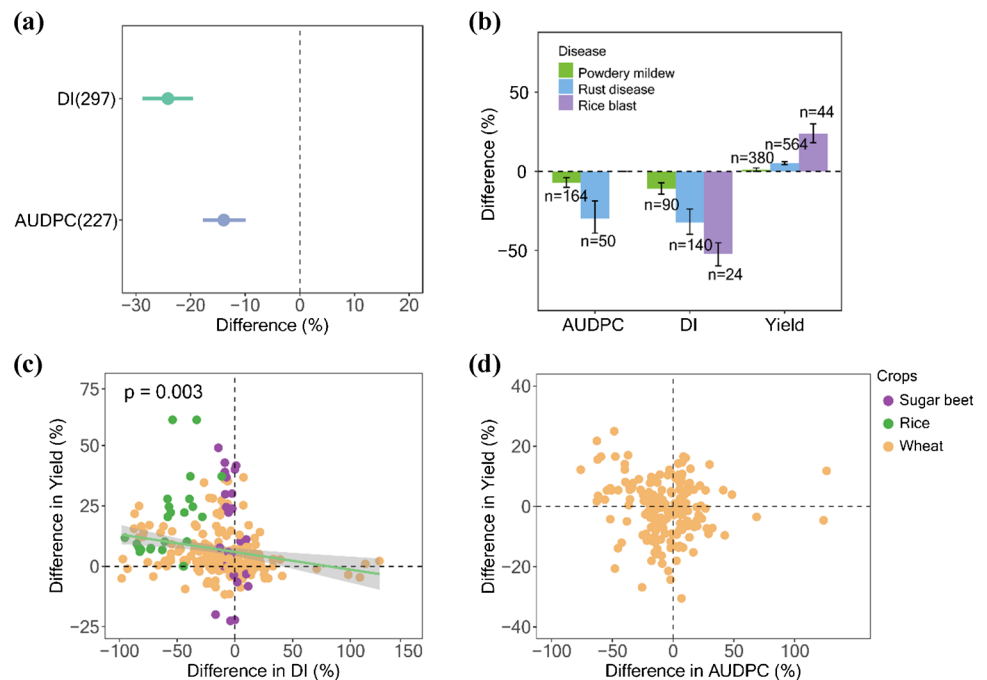 (a)
DI(297)
AUDPC(227)
−30 −20 −10 0 10 20
Difference (%)
(b)
Disease
Powdery mildew
Rust disease
Rice blast
50
0
−50
Difference (%)
n=164
n=50
n=90
n=140
n=24
n=380
n=564
n=44
AUDPC DI Yield
(c)
p = 0.003
75
50
25
0
−25
Difference in Yield (%)
−100 −50 0 50 100 150
Difference in DI (%)
(d)
40
20
0
−20
−40
Difference in Yield (%)
−100 −50 0 50 100
Difference in AUDPC (%)
Crops
Sugar beet
Rice
Wheat